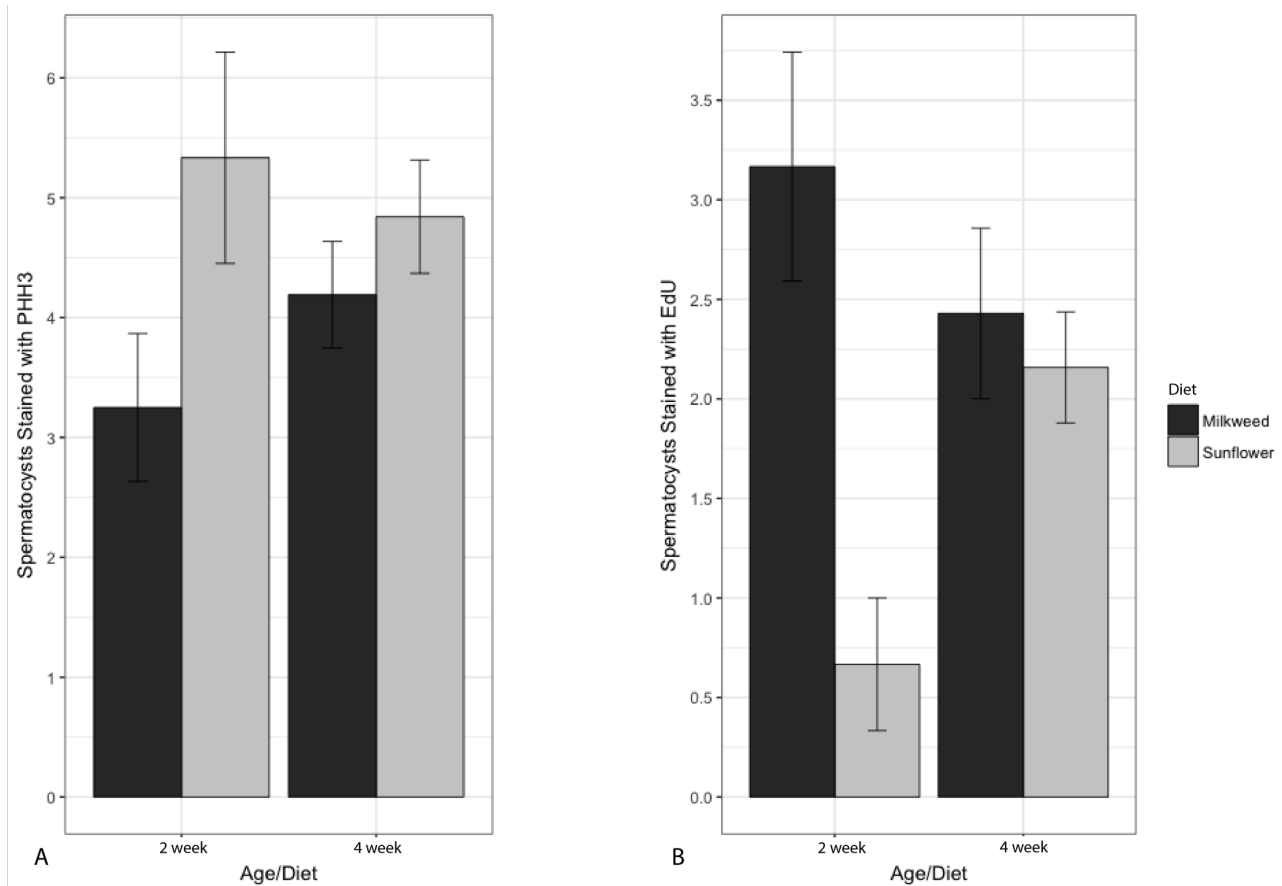 Spermatocysts Stained with PHH3
6
5
4
3
2
1
0
2 week
4 week
A
Age/Diet
Spermatocysts Stained with EdU
3.5
3.0
2.5
2.0
1.5
1.0
0.5
0.0
2 week
4 week
B
Age/Diet
Diet
Milkweed
Sunflower